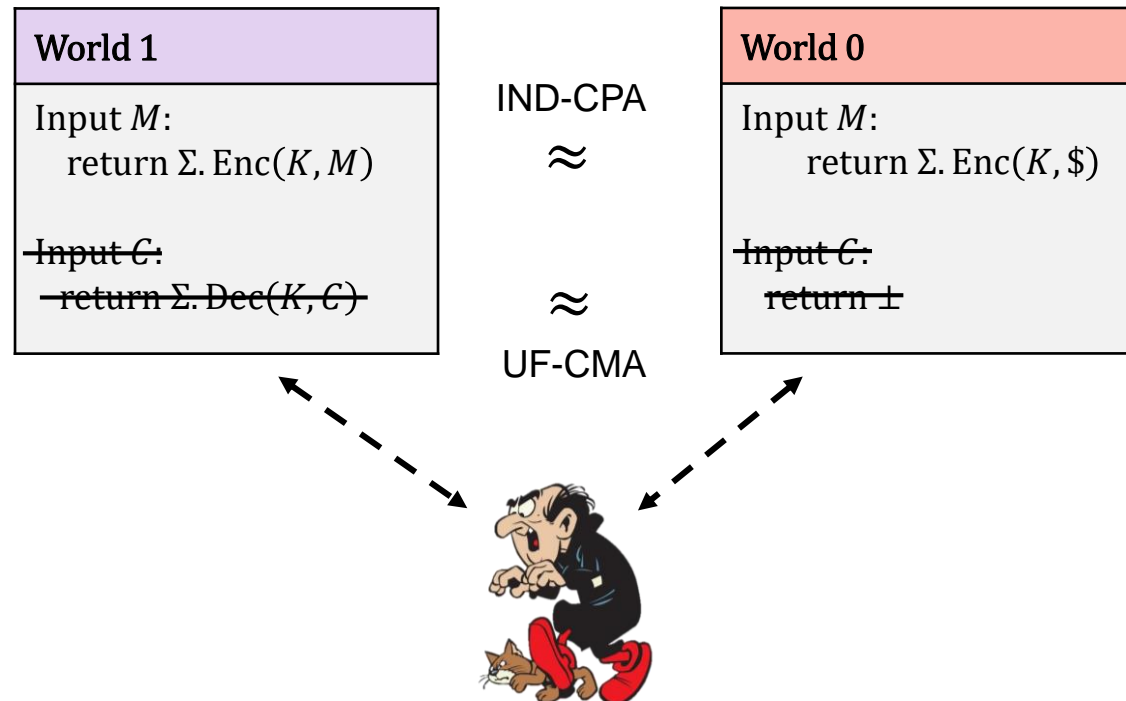 World 1
Input M:
return Σ. Enc(K, M)
Input C:
return Σ. Dec(K, C)
IND-CPA
≈
≈
UF-CMA
World 0
Input M:
return Σ. Enc(K, $)
Input C:
return ⊥